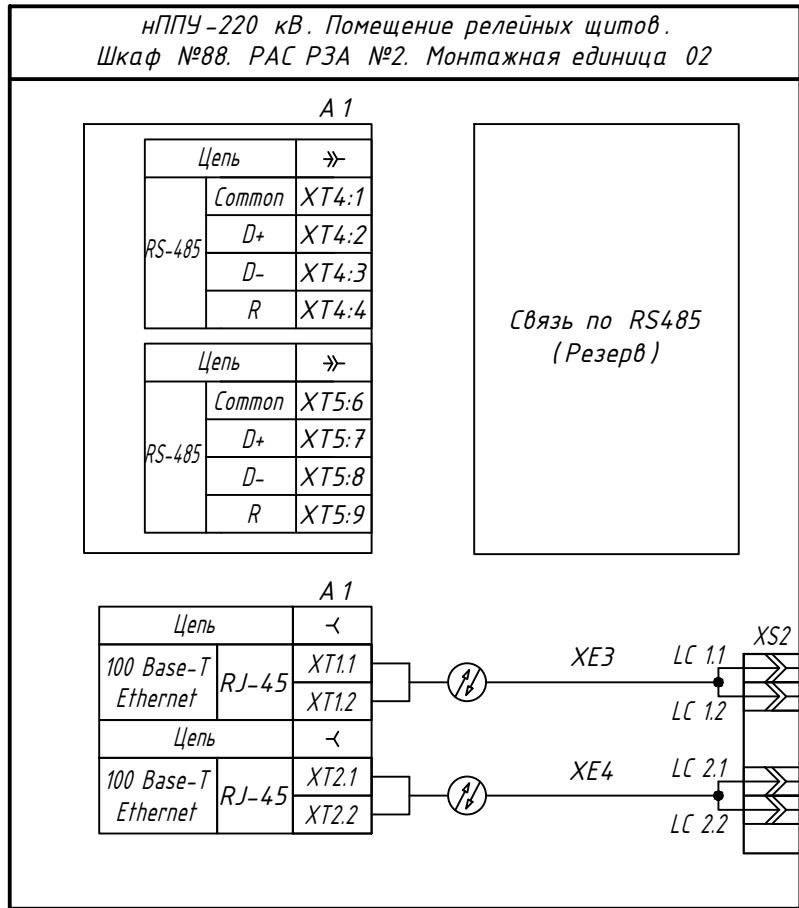 нППУ-220 кВ. Помещение релейных щитов.
Шкаф №88. РАС РЗА №2. Монтажная единица 02
А1
Цепь
RS-485
Common XT4:1
D+ XT4:2
D- XT4:3
R XT4:4
Цепь
RS-485
Common XT5:6
D+ XT5:7
D- XT5:8
R XT5:9
Связь по RS485
(Резерв)
А1
Цепь
100 Base-T
Ethernet
RJ-45
XT1.1
XT1.2
Цепь
100 Base-T
Ethernet
RJ-45
XT2.1
XT2.2
XE3
LC 1.1
LC 1.2
XS2
XE4
LC 2.1
LC 2.2